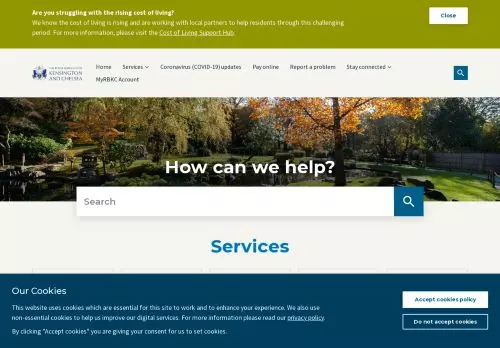 Are you struggling with the rising cost of living?
We know the cost of living is rising and are working with local partners to help residents through this challenging
period. For more information, please visit the Cost of Living Support Hub.
Close
THE ROYAL BOROUGH OF
KENSINGTON
AND CHELSEA
Home Services Coronavirus (COVID-19) updates Pay online Report a problem Stay connected
MyRBKC Account
How can we help?
Search
Services
Our Cookies
This website uses cookies which are essential for this site to work and to enhance your experience. We also use
non-essential cookies to help us improve our digital services. For more information please read our privacy policy.
By clicking "Accept cookies" you are giving your consent for us to set cookies.
Accept cookies policy
Do not accept cookies